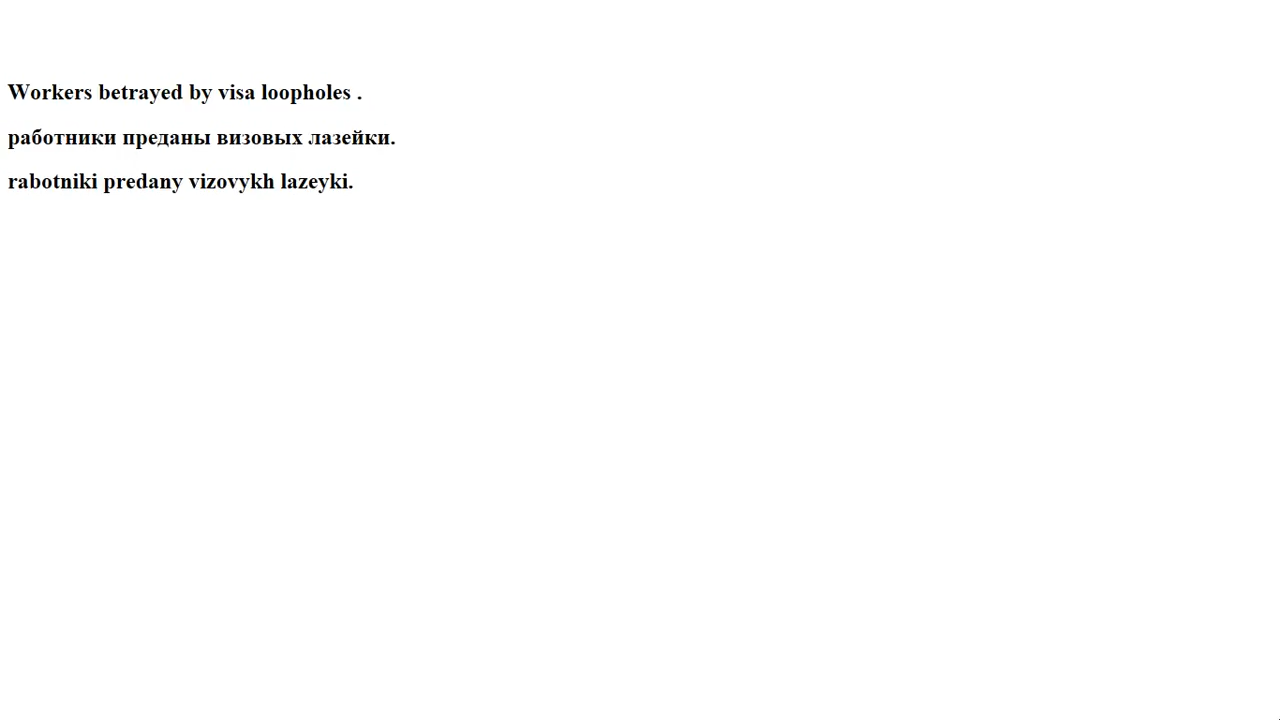 Workers betrayed by visa loopholes .
работники преданы визовых лазейки.
rabotniki predany vizovykh lazeyki.